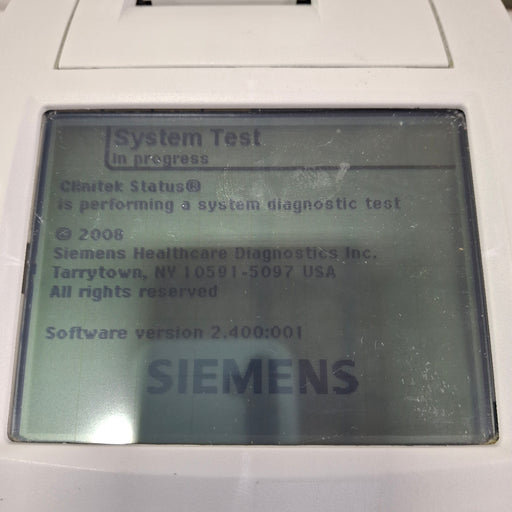 System Test
In progress
Clinitek Status®
is performing a system diagnostic test
© 2008
Siemens Healthcare Diagnostics Inc.
Tarrytown, NY 10591-5097 USA
All rights reserved
Software version 2.400:001
SIEMENS